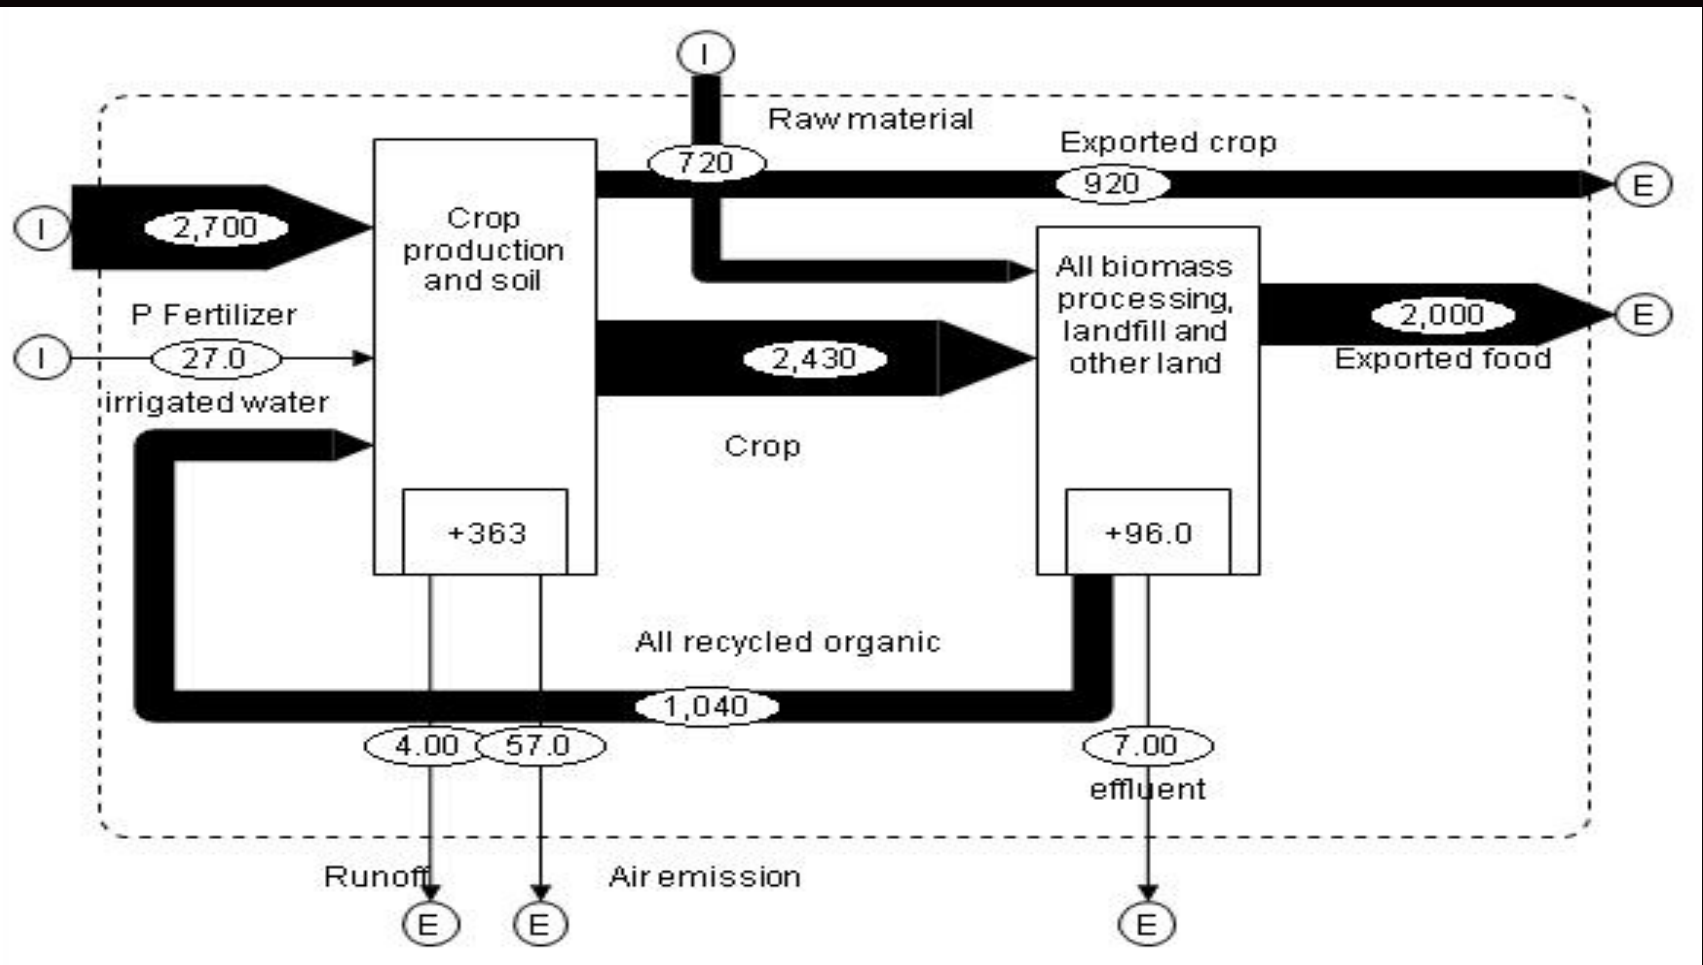 I
Raw material
720
Exported crop
920
E
I
2,700
Crop
production
and soil
All biomass
processing,
landfill and
other land
2,000
E
Exported food
P Fertilizer
I
27.0
2,430
irrigated water
Crop
+363
+96.0
All recycled organic
1,040
4.00
57.0
7.00
effluent
Runoff
Air emission
E
E
E